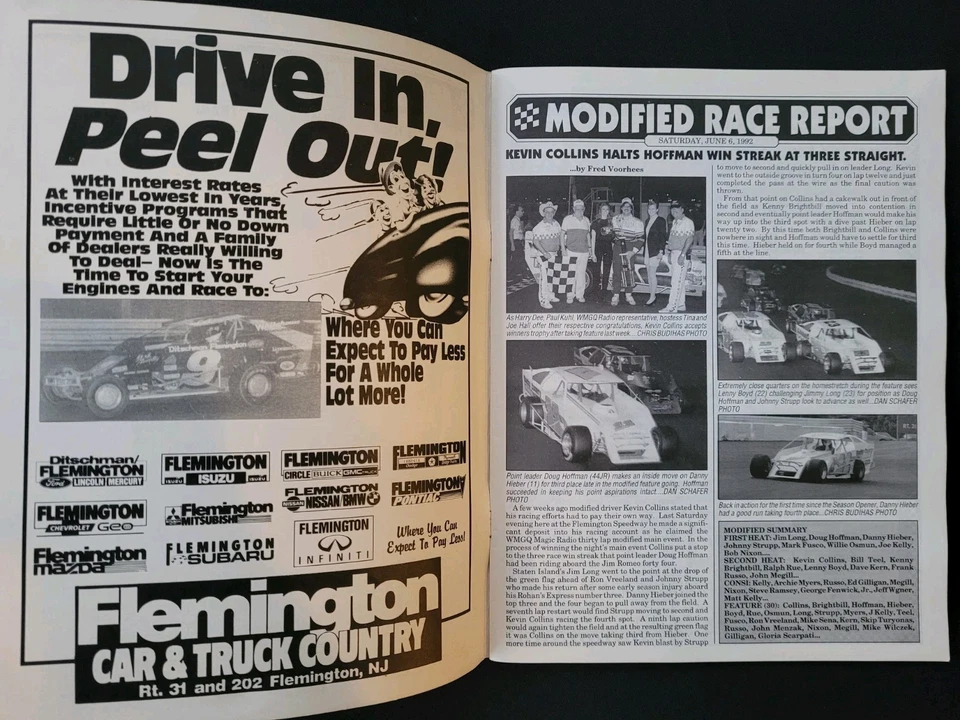 Drive In,
Peel Out!
With Interest Rates
At Their Lowest In Years,
Incentive Programs That
Require Little Or No Down
Payment And A Family
Of Dealers Really Willing
To Deal– Now Is The
Time To Start Your
Engines And Race To:
9
Where You Can
Expect To Pay Less
For A Whole
Lot More!
Ditschman/
FLEMINGTON
Ford LINCOLN MERCURY
FLEMINGTON
ISUZU
FLEMINGTON
CIRCLE BUICK GMC
FLEMINGTON
FLEMINGTON
CHEVROLET Geo
FLEMINGTON
MITSUBISHI
FLEMINGTON
NISSAN/BMW
FLEMINGTON
PONTIAC
Flemington
mazda
FLEMINGTON
SUBARU
FLEMINGTON
INFINITI
Where You Can
Expect To Pay Less!
Flemington
CAR & TRUCK COUNTRY
Rt. 31 and 202 Flemington, NJ
MODIFIED RACE REPORT
SATURDAY, JUNE 6, 1992
KEVIN COLLINS HALTS HOFFMAN WIN STREAK AT THREE STRAIGHT.
...by Fred Voorhees
As Harry Dee, Paul Kuhl, WMGQ Radio representative, hostess Tina and
Joe Hall offer their respective congratulations, Kevin Collins accepts
winners trophy after taking feature last week...CHRIS BUDIHAS PHOTO
Point leader Doug Hoffman (44JR) makes an inside move on Danny
Hieber (11) for third place late in the modified feature going. Hoffman
succeeded in keeping his point aspirations intact...DAN SCHAFER
PHOTO
A few weeks ago modified driver Kevin Collins stated that
his racing efforts had to pay their own way. Last Saturday
evening here at the Flemington Speedway he made a signifi-
cant deposit into his racing account as he claimed the
WMGQ Magic Radio thirty lap modified main event. In the
process of winning the night's main event Collins put a stop
to the three race win streak that point leader Doug Hoffman
had been riding aboard the Jim Romeo forty four.
Staten Island's Jim Long went to the point at the drop of
the green flag ahead of Ron Vreeland and Johnny Strupp
who made his return after some early season injury aboard
his Rohan's Express number three. Danny Hieber joined the
top three and the four began to pull away from the field. A
seventh lap restart would find Strupp moving to second and
Kevin Collins racing the fourth spot. A ninth lap caution
would again tighten the field and at the resulting green flag
it was Collins on the move taking third from Hieber. One
more time around the speedway saw Kevin blast by Strupp
to move to second and quickly pull in on leader Long. Kevin
went to the outside groove in turn four on lap twelve and just
completed the pass at the wire as the final caution was
thrown.
From that point on Collins had a cakewalk out in front of
the field as Kenny Brightbill moved into contention in
second and eventually point leader Hoffman would make his
way up into the third spot with a dive past Hieber on lap
twenty two. By this time both Brightbill and Collins were
nowhere in sight and Hoffman would have to settle for third
this time. Hieber held on for fourth while Boyd managed a
fifth at the line.
Extremely close quarters on the homestretch during the feature sees
Lenny Boyd (22) challenging Jimmy Long (23) for position as Doug
Hoffman and Johnny Strupp look to advance as well...DAN SCHAFER
PHOTO
Back in action for the first time since the Season Opener, Danny Hieber
had a good run taking fourth place...CHRIS BUDIHAS PHOTO
MODIFIED SUMMARY
FIRST HEAT: Jim Long, Doug Hoffman, Danny Hieber,
Johnny Strupp, Mark Fusco, Willie Osmun, Joe Kelly,
Bob Nixon...
SECOND HEAT: Kevin Collins, Bill Teel, Kenny
Brightbill, Ralph Rue, Lenny Boyd, Dave Kern, Frank
Russo, John Megill...
CONSI: Kelly, Archie Myers, Russo, Ed Gilligan, Megill,
Nixon, Steve Ramsey, George Fenwick, Jr., Jeff Wgner,
Matt Kelly...
FEATURE (30): Collins, Brightbill, Hoffman, Hieber,
Boyd, Rue, Osmun, Long, Strupp, Myers, J Kelly, Teel,
Fusco, Ron Vreeland, Mike Sena, Kern, Skip Turyonas,
Russo, John Menzak, Nixon, Megill, Mike Wilczek,
Gilligan, Gloris Scarpati...